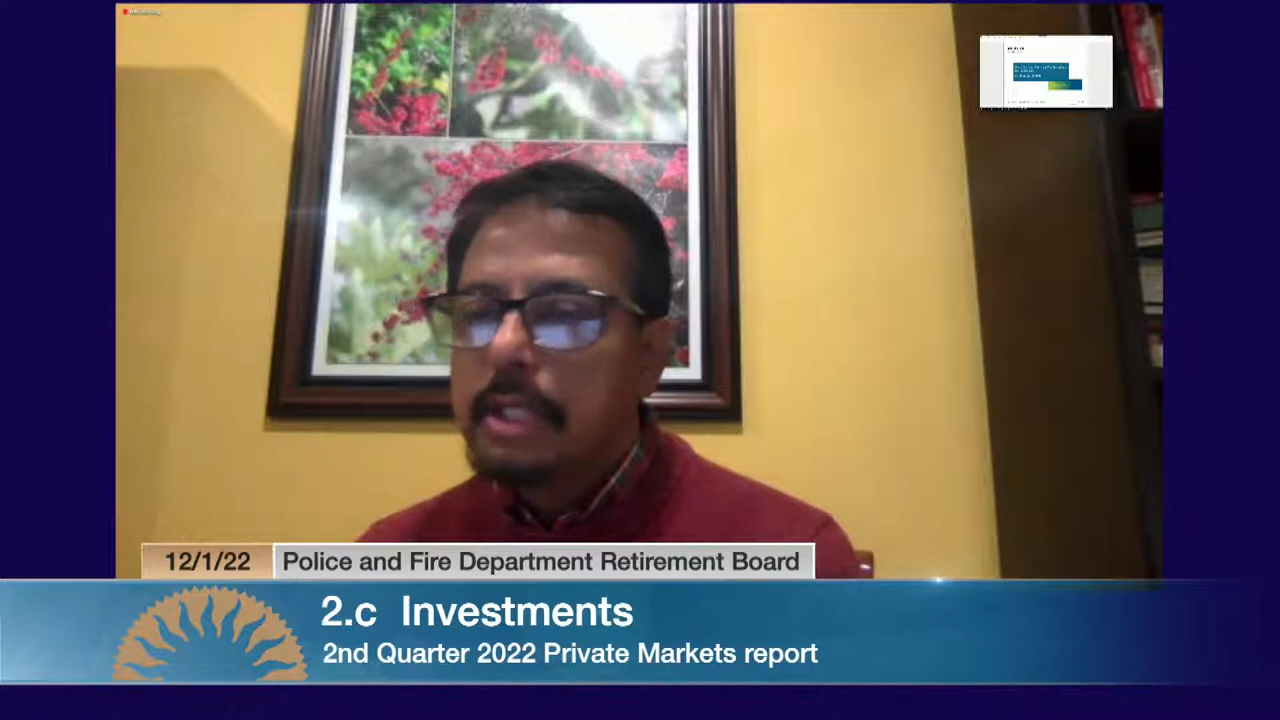 12/1/22
Police and Fire Department Retirement Board
2.c Investments
2nd Quarter 2022 Private Markets report